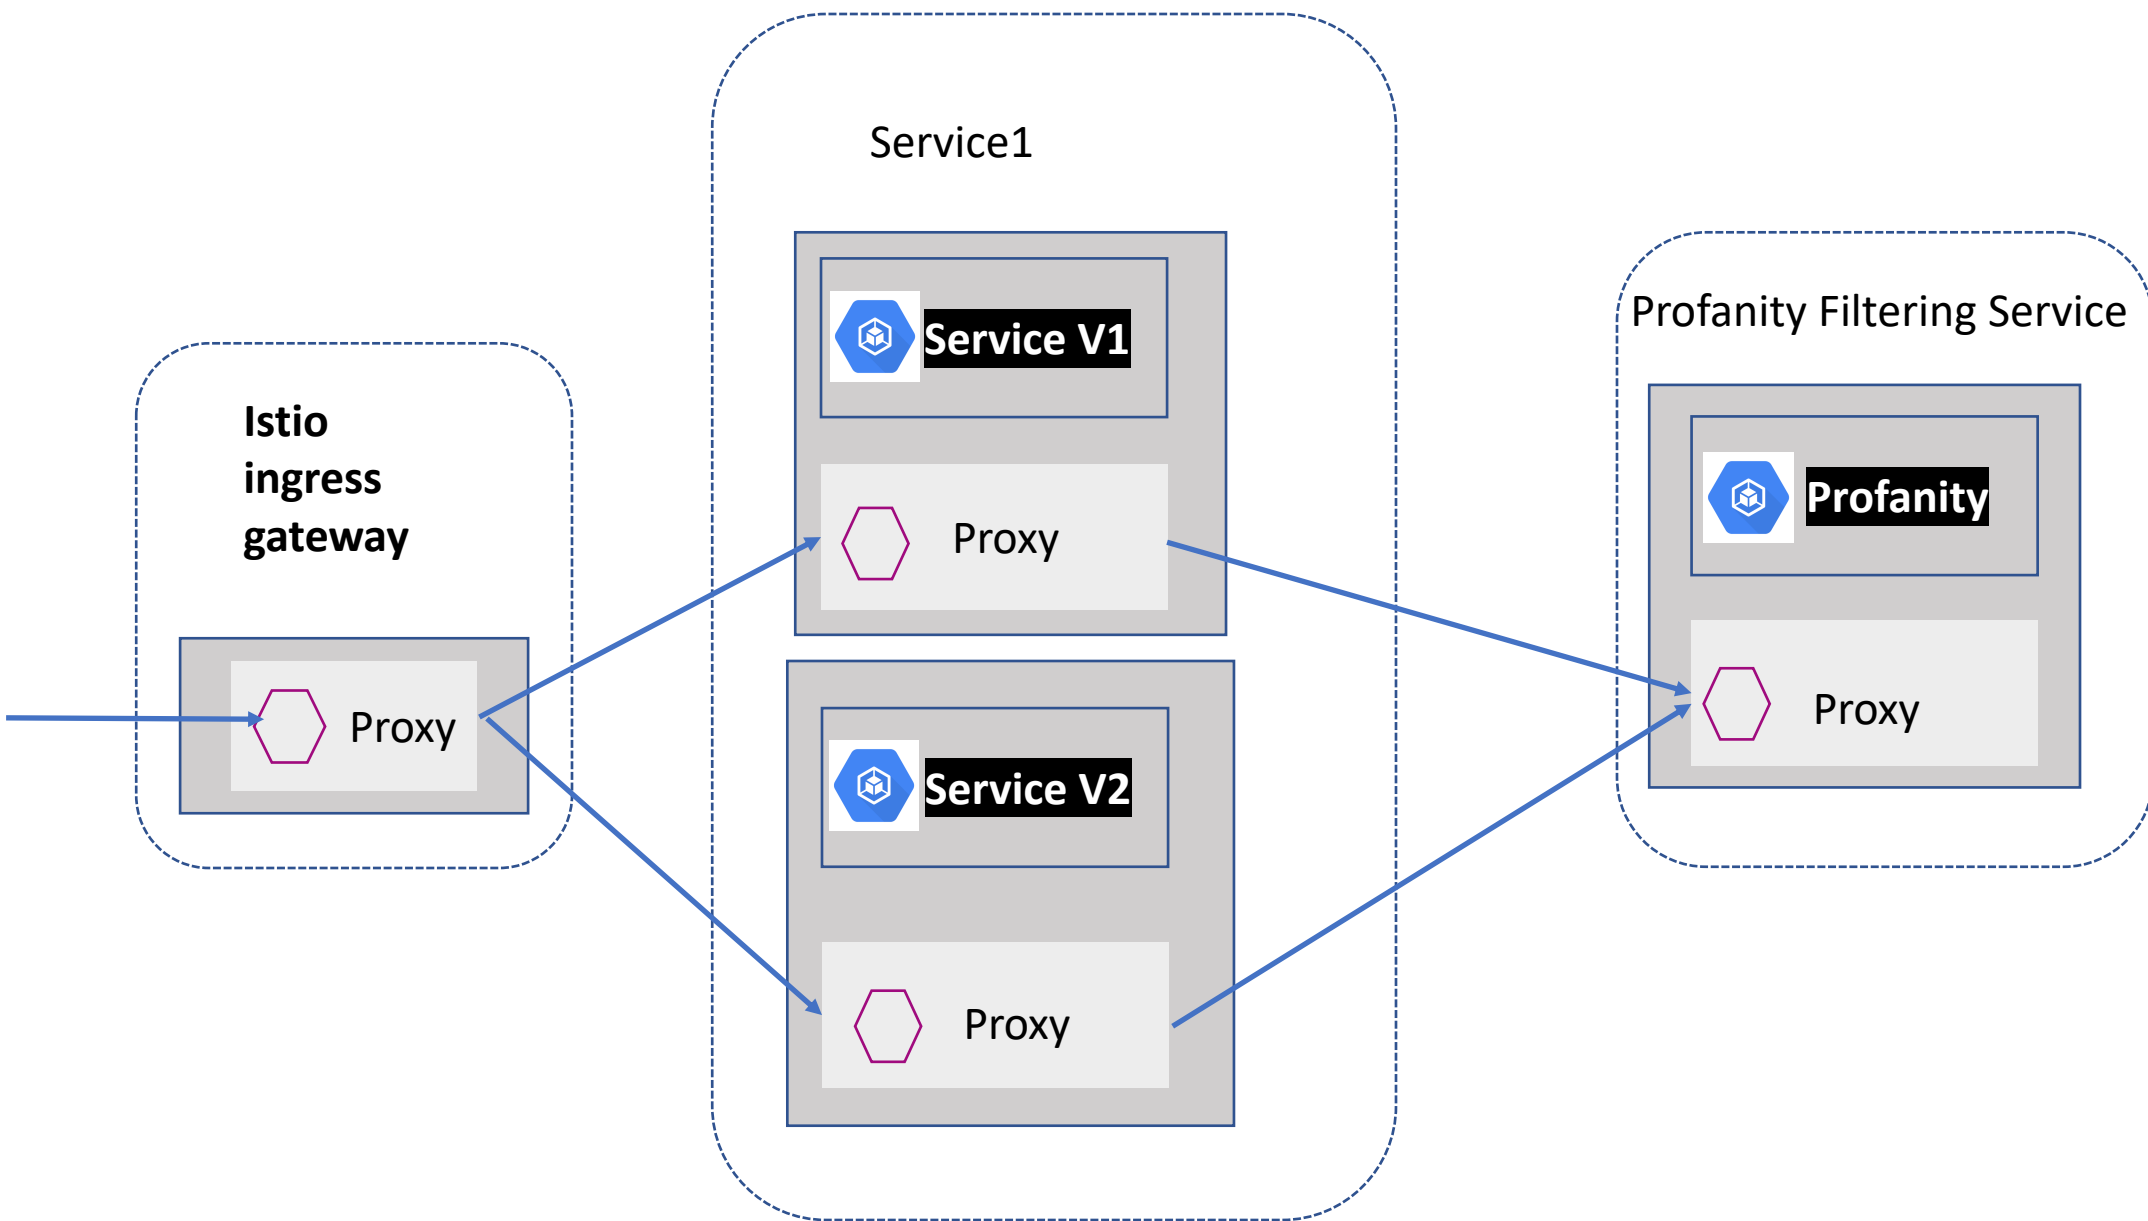 Service1
Service V1
Proxy
Service V2
Proxy
Istio
ingress
gateway
Proxy
Profanity Filtering Service
Profanity
Proxy